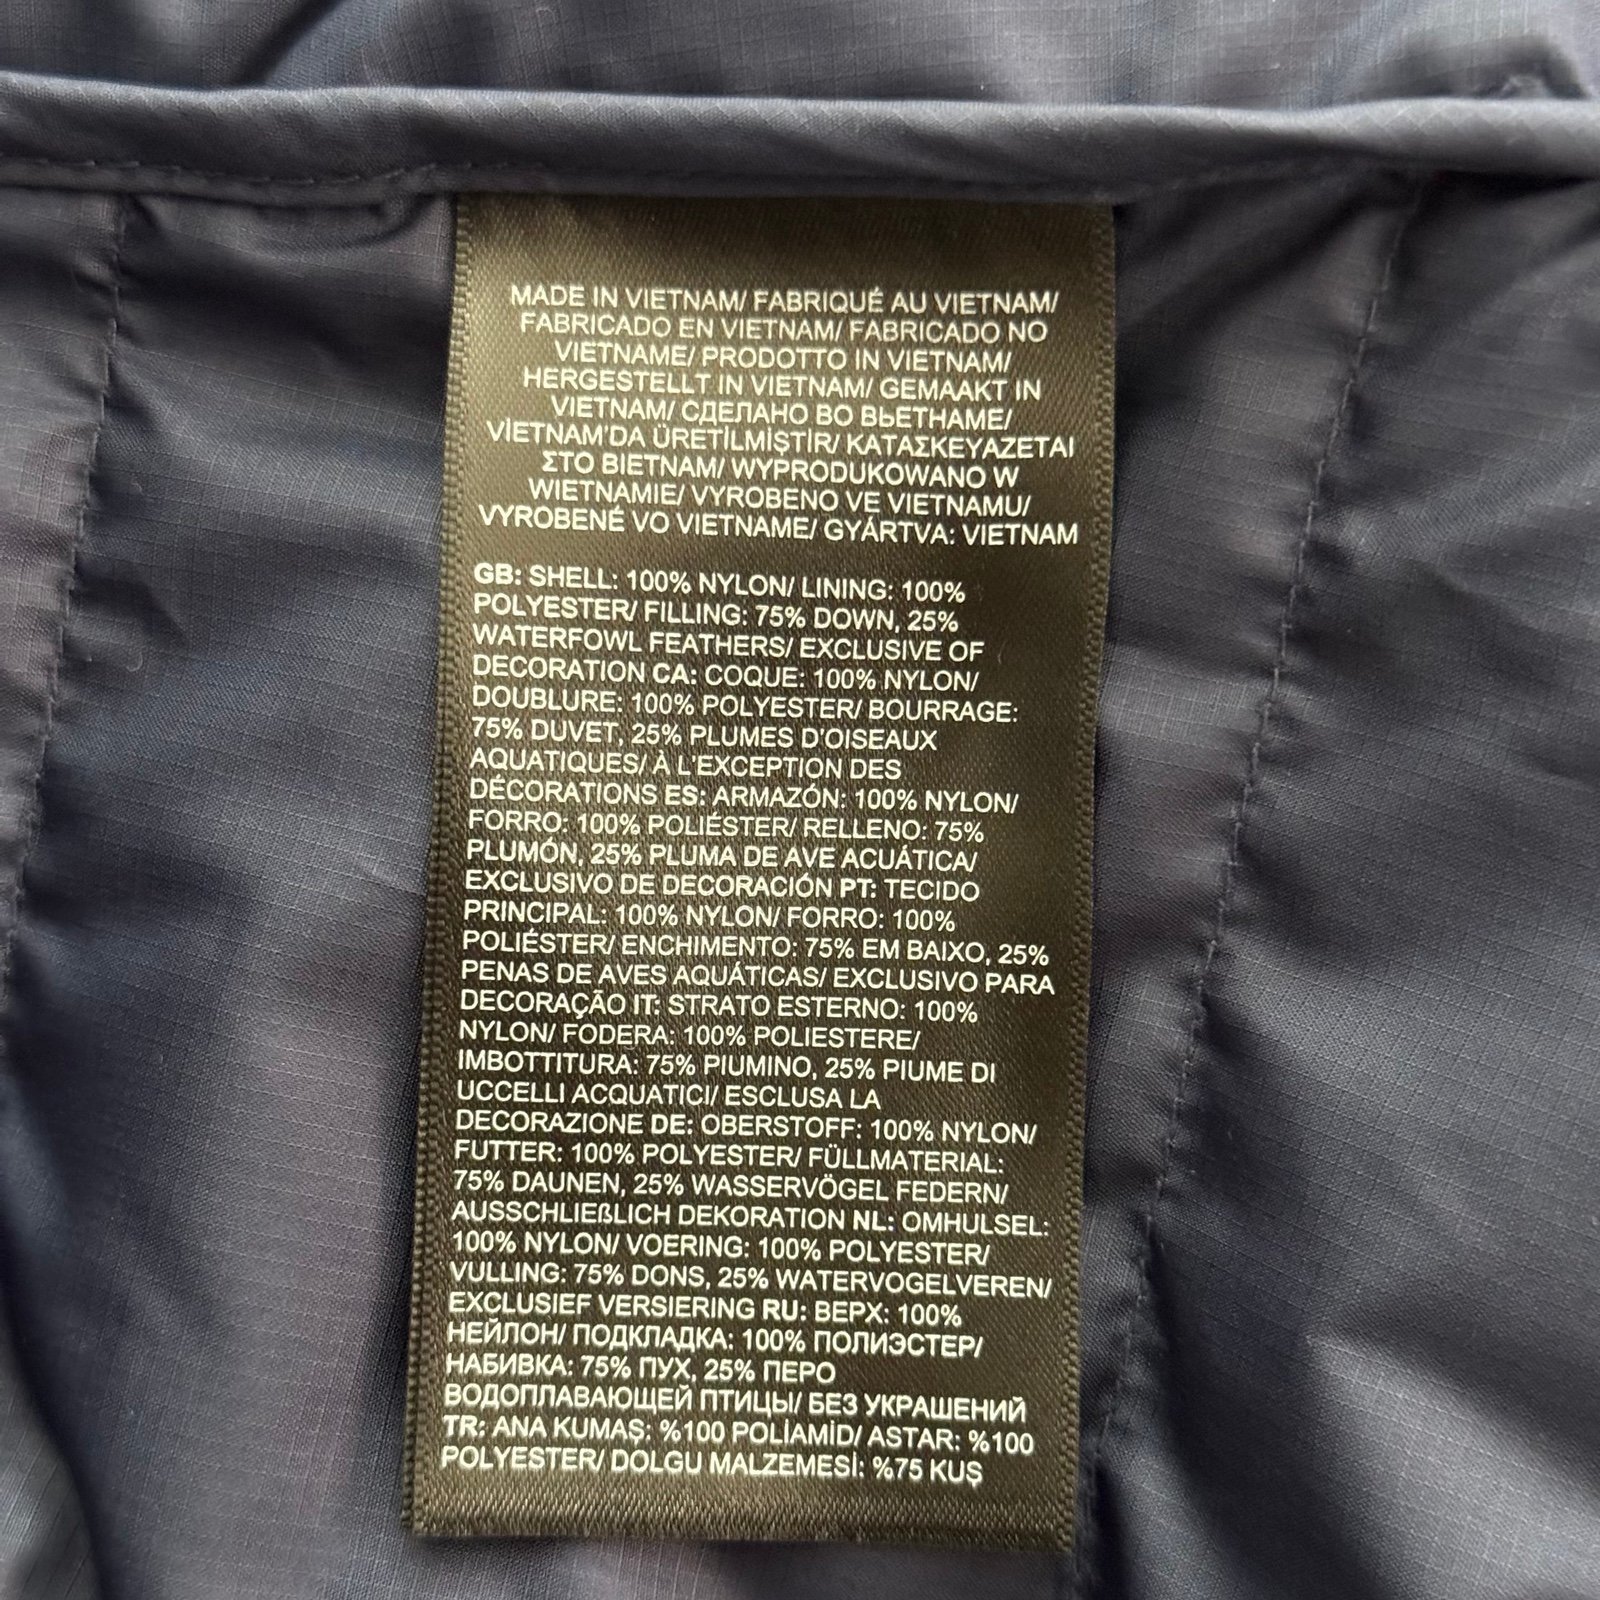 MADE IN VIETNAM/ FABRIQUÉ AU VIETNAM/
FABRICADO EN VIETNAM/ FABRICADO NO
VIETNAME/ PRODOTTO IN VIETNAM/
HERGESTELLT IN VIETNAM/ GEMAAKT IN
VIETNAM/ СДЕЛАНО ВО ВЬЕТНАМЕ/
VİETNAM'DA ÜRETİLMİŞTİR/ ΚΑΤΑΣΚΕΥΑΖΕΤΑΙ
ΣΤΟ ΒΙΕΤΝΑΜ/ WYPRODUKOWANO W
WIETNAMIE/ VYROBENO VE VIETNAMU/
VYROBENÉ VO VIETNAME/ GYÁRTVA: VIETNAM
GB: SHELL: 100% NYLON/ LINING: 100%
POLYESTER/ FILLING: 75% DOWN, 25%
WATERFOWL FEATHERS/ EXCLUSIVE OF
DECORATION CA: COQUE: 100% NYLON/
DOUBLURE: 100% POLYESTER/ BOURRAGE:
75% DUVET, 25% PLUMES D'OISEAUX
AQUATIQUES/ À L'EXCEPTION DES
DÉCORATIONS ES: ARMAZÓN: 100% NYLON/
FORRO: 100% POLIÉSTER/ RELLENO: 75%
PLUMÓN, 25% PLUMA DE AVE ACUÁTICA/
EXCLUSIVO DE DECORACIÓN PT: TECIDO
PRINCIPAL: 100% NYLON/ FORRO: 100%
POLIÉSTER/ ENCHIMENTO: 75% EM BAIXO, 25%
PENAS DE AVES AQUÁTICAS/ EXCLUSIVO PARA
DECORAÇÃO IT: STRATO ESTERNO: 100%
NYLON/ FODERA: 100% POLIESTERE/
IMBOTTITURA: 75% PIUMINO, 25% PIUME DI
UCCELLI ACQUATICI/ ESCLUSA LA
DECORAZIONE DE: OBERSTOFF: 100% NYLON/
FUTTER: 100% POLYESTER/ FÜLLMATERIAL:
75% DAUNEN, 25% WASSERVÖGEL FEDERN/
AUSSCHLIEßLICH DEKORATION NL: OMHULSEL:
100% NYLON/ VOERING: 100% POLYESTER/
VULLING: 75% DONS, 25% WATERVOGELVEREN/
EXCLUSIEF VERSIERING RU: ВЕРХ: 100%
НЕЙЛОН/ ПОДКЛАДКА: 100% ПОЛИЭСТЕР/
НАБИВКА: 75% ПУХ, 25% ПЕРО
ВОДОПЛАВАЮЩЕЙ ПТИЦЫ/ БЕЗ УКРАШЕНИЙ
TR: ANA KUMAŞ: %100 POLİAMİD/ ASTAR: %100
POLYESTER/ DOLGU MALZEMESİ: %75 KUŞ